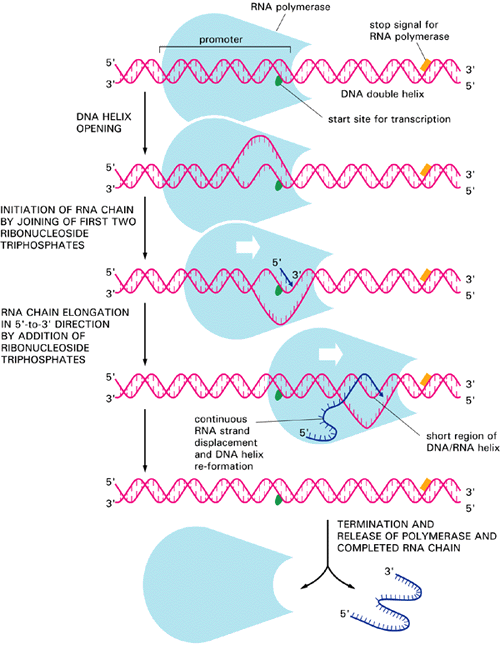 RNA polymerase
promoter
stop signal for
RNA polymerase
5'
3'
3'
5'
DNA double helix
start site for transcription
DNA HELIX
OPENING
5'
3'
3'
5'
INITIATION OF RNA CHAIN
BY JOINING OF FIRST TWO
RIBONUCLEOSIDE
TRIPHOSPHATES
5'
3'
5'
3'
3'
5'
RNA CHAIN ELONGATION
IN 5'-to-3' DIRECTION
BY ADDITION OF
RIBONUCLEOSIDE
TRIPHOSPHATES
5'
3'
3'
5'
continuous
RNA strand
displacement
and DNA helix
re-formation
5'
short region of
DNA/RNA helix
5'
3'
3'
5'
TERMINATION AND
RELEASE OF POLYMERASE AND
COMPLETED RNA CHAIN
3'
5'